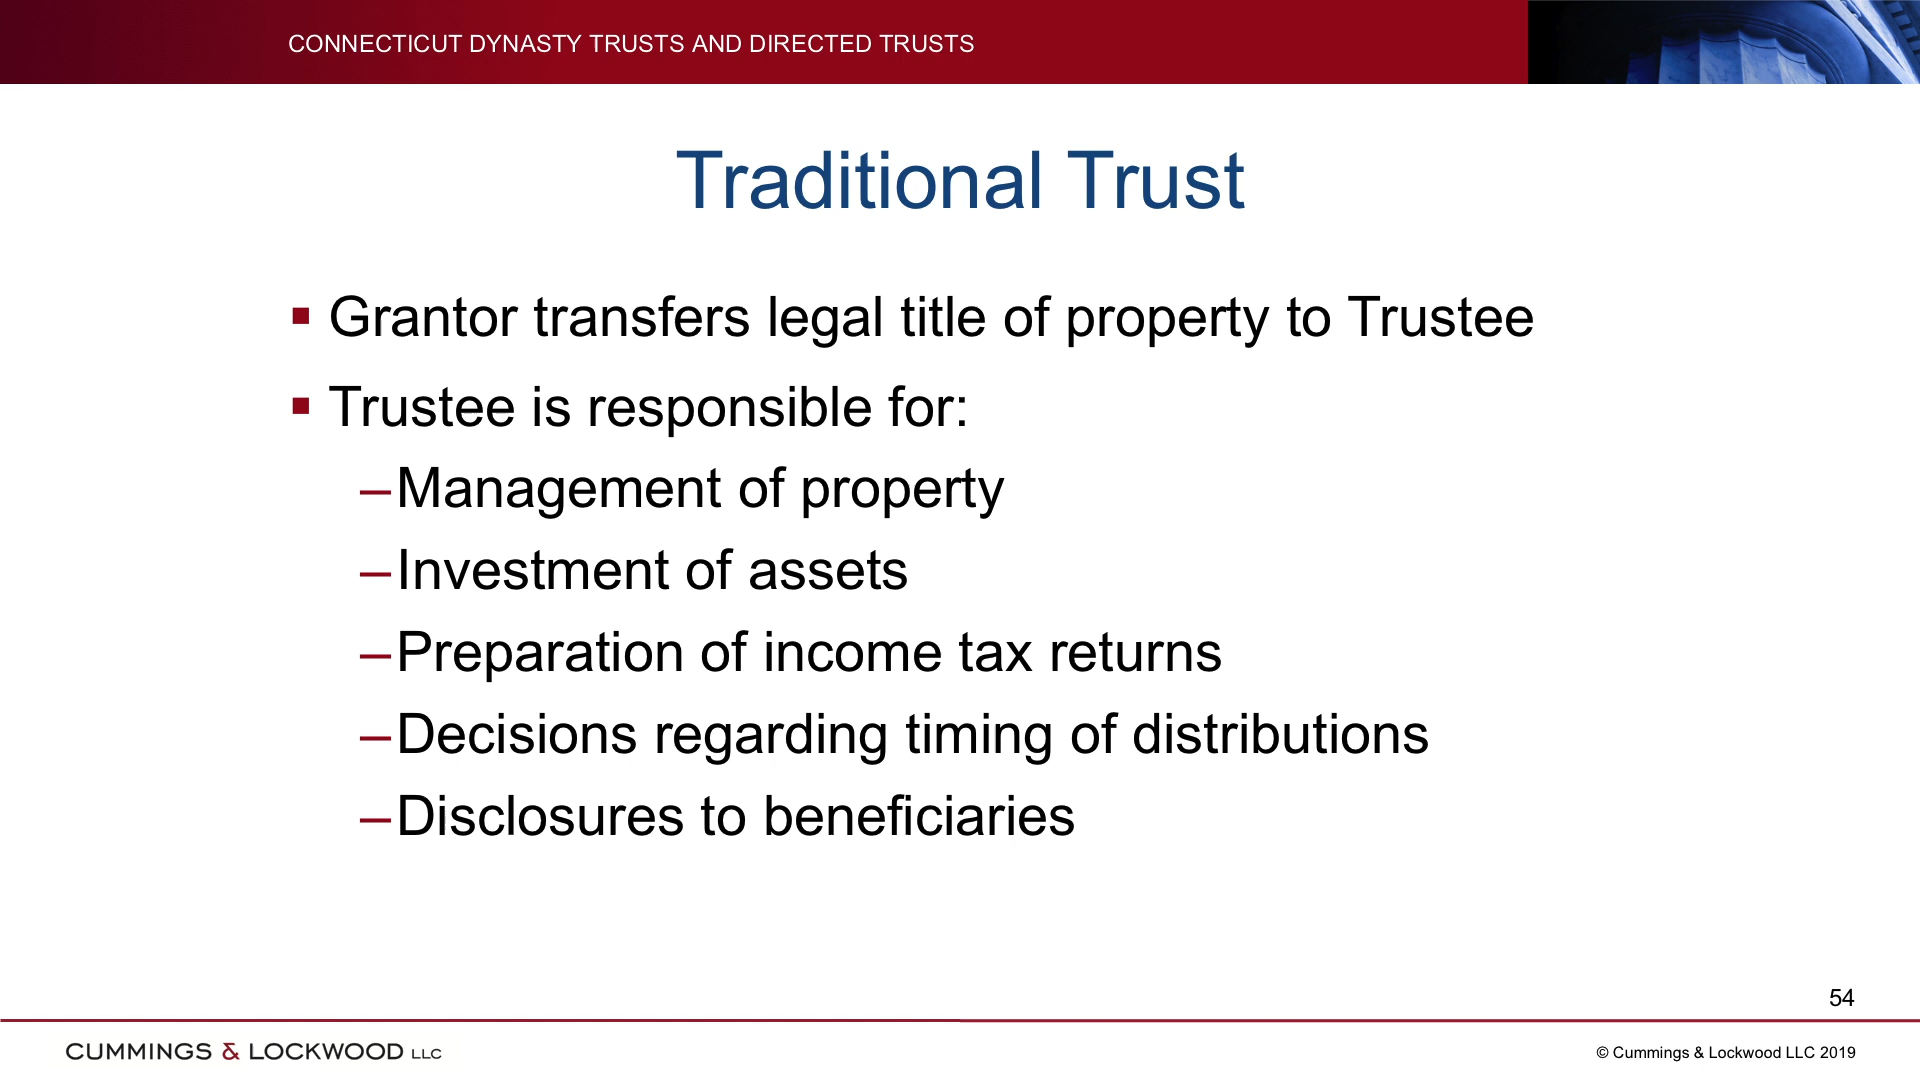 CONNECTICUT DYNASTY TRUSTS AND DIRECTED TRUSTS
Traditional Trust
▪ Grantor transfers legal title of property to Trustee
▪ Trustee is responsible for:
–Management of property
–Investment of assets
–Preparation of income tax returns
–Decisions regarding timing of distributions
–Disclosures to beneficiaries
54
CUMMINGS & LOCKWOOD LLC
© Cummings & Lockwood LLC 2019